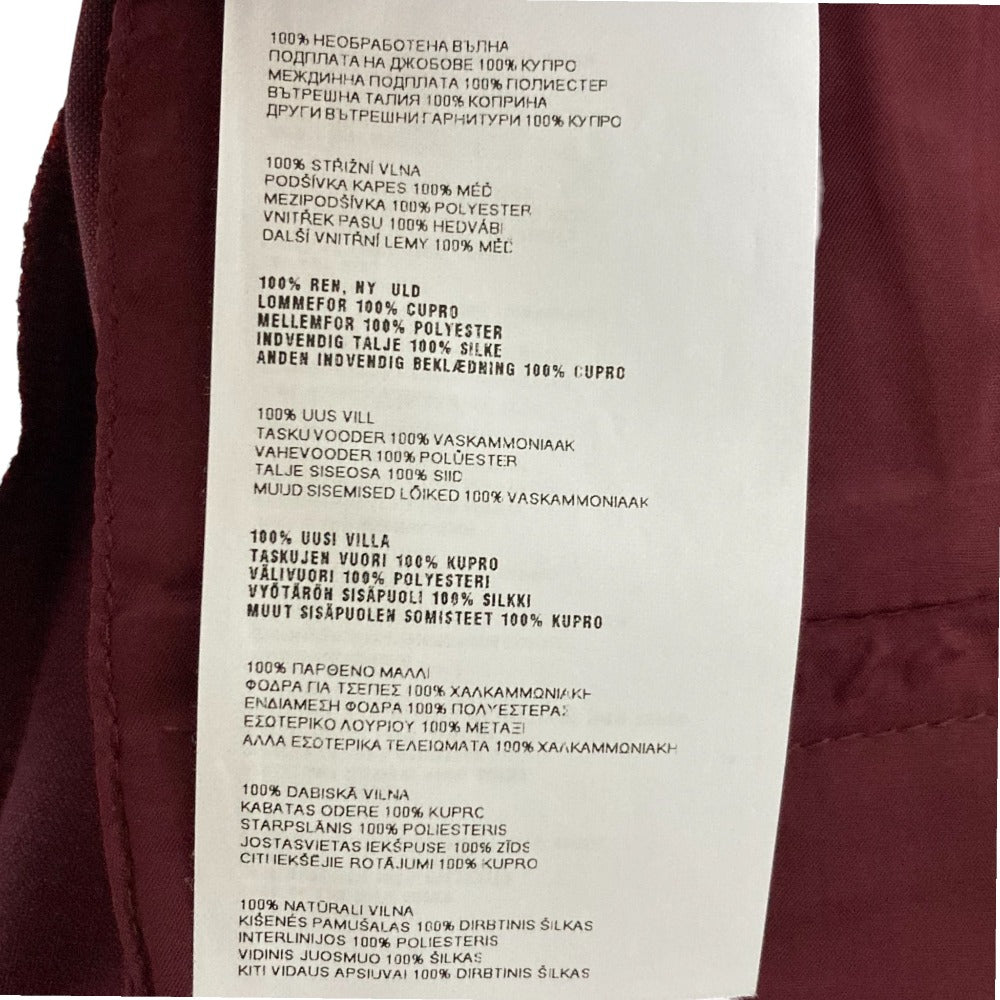 100% НЕОБРАБОТЕНА ВЪЛНА
ПОДПЛАТА НА ДЖОБОВЕ 100% КУПРО
МЕЖДИННА ПОДПЛАТА 100% ПОЛИЕСТЕР
ВЪТРЕШНА ТАЛИЯ 100% КОПРИНА
ДРУГИ ВЪТРЕШНИ ГАРНИТУРИ 100% КУПРО
100% STŘIŽNÍ VLNA
PODŠÍVKA KAPES 100% MÉĎ
MEZIPODŠÍVKA 100% POLYESTER
VNITŘEK PASU 100% HEDVÁBÍ
DALŠÍ VNITŘNÍ LEMY 100% MÉĎ
100% REN, NY ULD
LOMMEFOR 100% CUPRO
MELLEMFOR 100% POLYESTER
INDVENDIG TALJE 100% SILKE
ANDEN INDVENDIG BEKLÆDNING 100% CUPRO
100% UUS VILL
TASKU VOODER 100% VASKAMMONIAAK
VAHEVOODER 100% POLÜESTER
TALJE SISEOSA 100% SIID
MUUD SISEMISED LÕIKED 100% VASKAMMONIAAK
100% UUSI VILLA
TASKUJEN VUORI 100% KUPRO
VÄLIVUORI 100% POLYESTERI
VYÖTÄRÖN SISÄPUOLI 100% SILKKI
MUUT SISÄPUOLEN SOMISTEET 100% KUPRO
100% ΠΑΡΘΕΝΟ ΜΑΛΛΙ
ΦΟΔΡΑ ΓΙΑ ΤΣΕΠΕΣ 100% ΧΑΛΚΑΜΜΩΝΙΑΚΗ
ΕΝΔΙΑΜΕΣΗ ΦΟΔΡΑ 100% ΠΟΛΥΕΣΤΕΡΑΣ
ΕΣΩΤΕΡΙΚΟ ΛΟΥΡΙΟΥ 100% ΜΕΤΑΞΙ
ΑΛΛΑ ΕΣΩΤΕΡΙΚΑ ΤΕΛΕΙΩΜΑΤΑ 100% ΧΑΛΚΑΜΜΩΝΙΑΚΗ
100% DABISKĀ VILNA
KABATAS ODERE 100% KUPRO
STARPSLĀNIS 100% POLIESTERIS
JOSTASVIETAS IEKŠPUSE 100% ZĪDS
CITI IEKŠĒJIE ROTĀJUMI 100% KUPRO
100% NATŪRALI VILNA
KIŠENĖS PAMUŠALAS 100% DIRBTINIS ŠILKAS
INTERLINIJOS 100% POLIESTERIS
VIDINIS JUOSMUO 100% ŠILKAS
KITI VIDAUS APSIUVAI 100% DIRBTINIS ŠILKAS